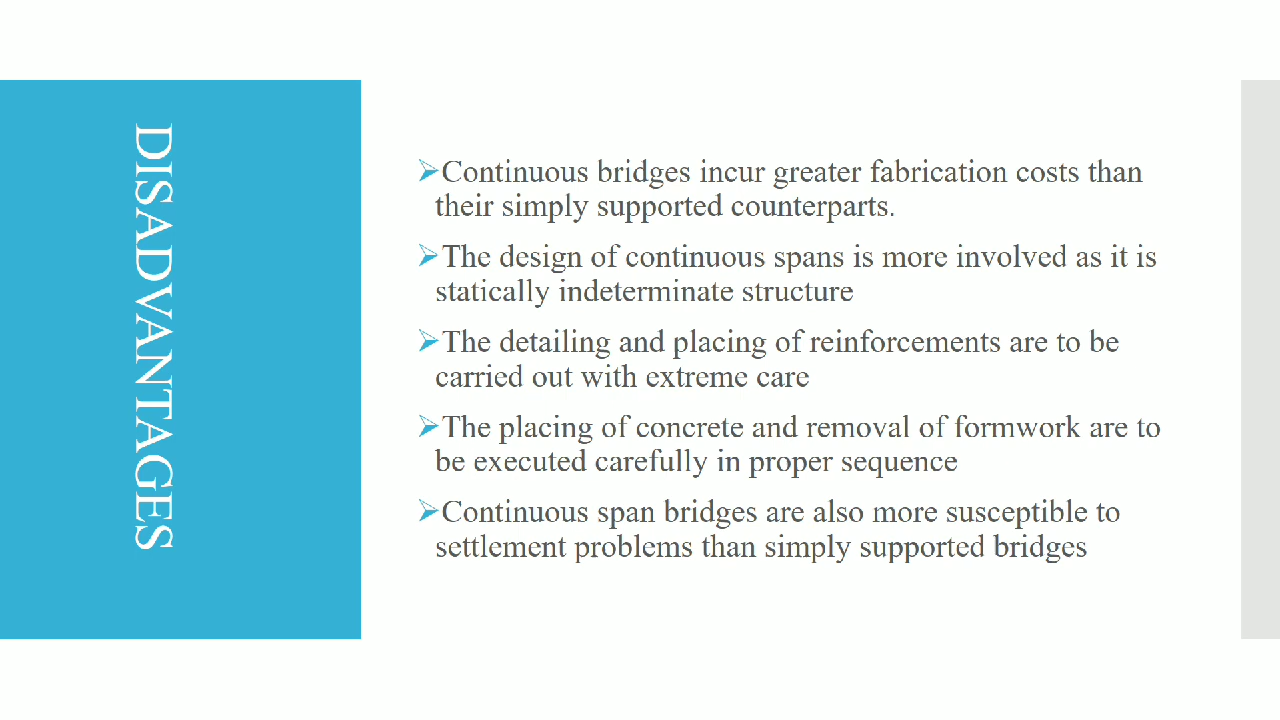 DISADVANTAGES
➢Continuous bridges incur greater fabrication costs than
their simply supported counterparts.
➢The design of continuous spans is more involved as it is
statically indeterminate structure
➢The detailing and placing of reinforcements are to be
carried out with extreme care
➢The placing of concrete and removal of formwork are to
be executed carefully in proper sequence
➢Continuous span bridges are also more susceptible to
settlement problems than simply supported bridges